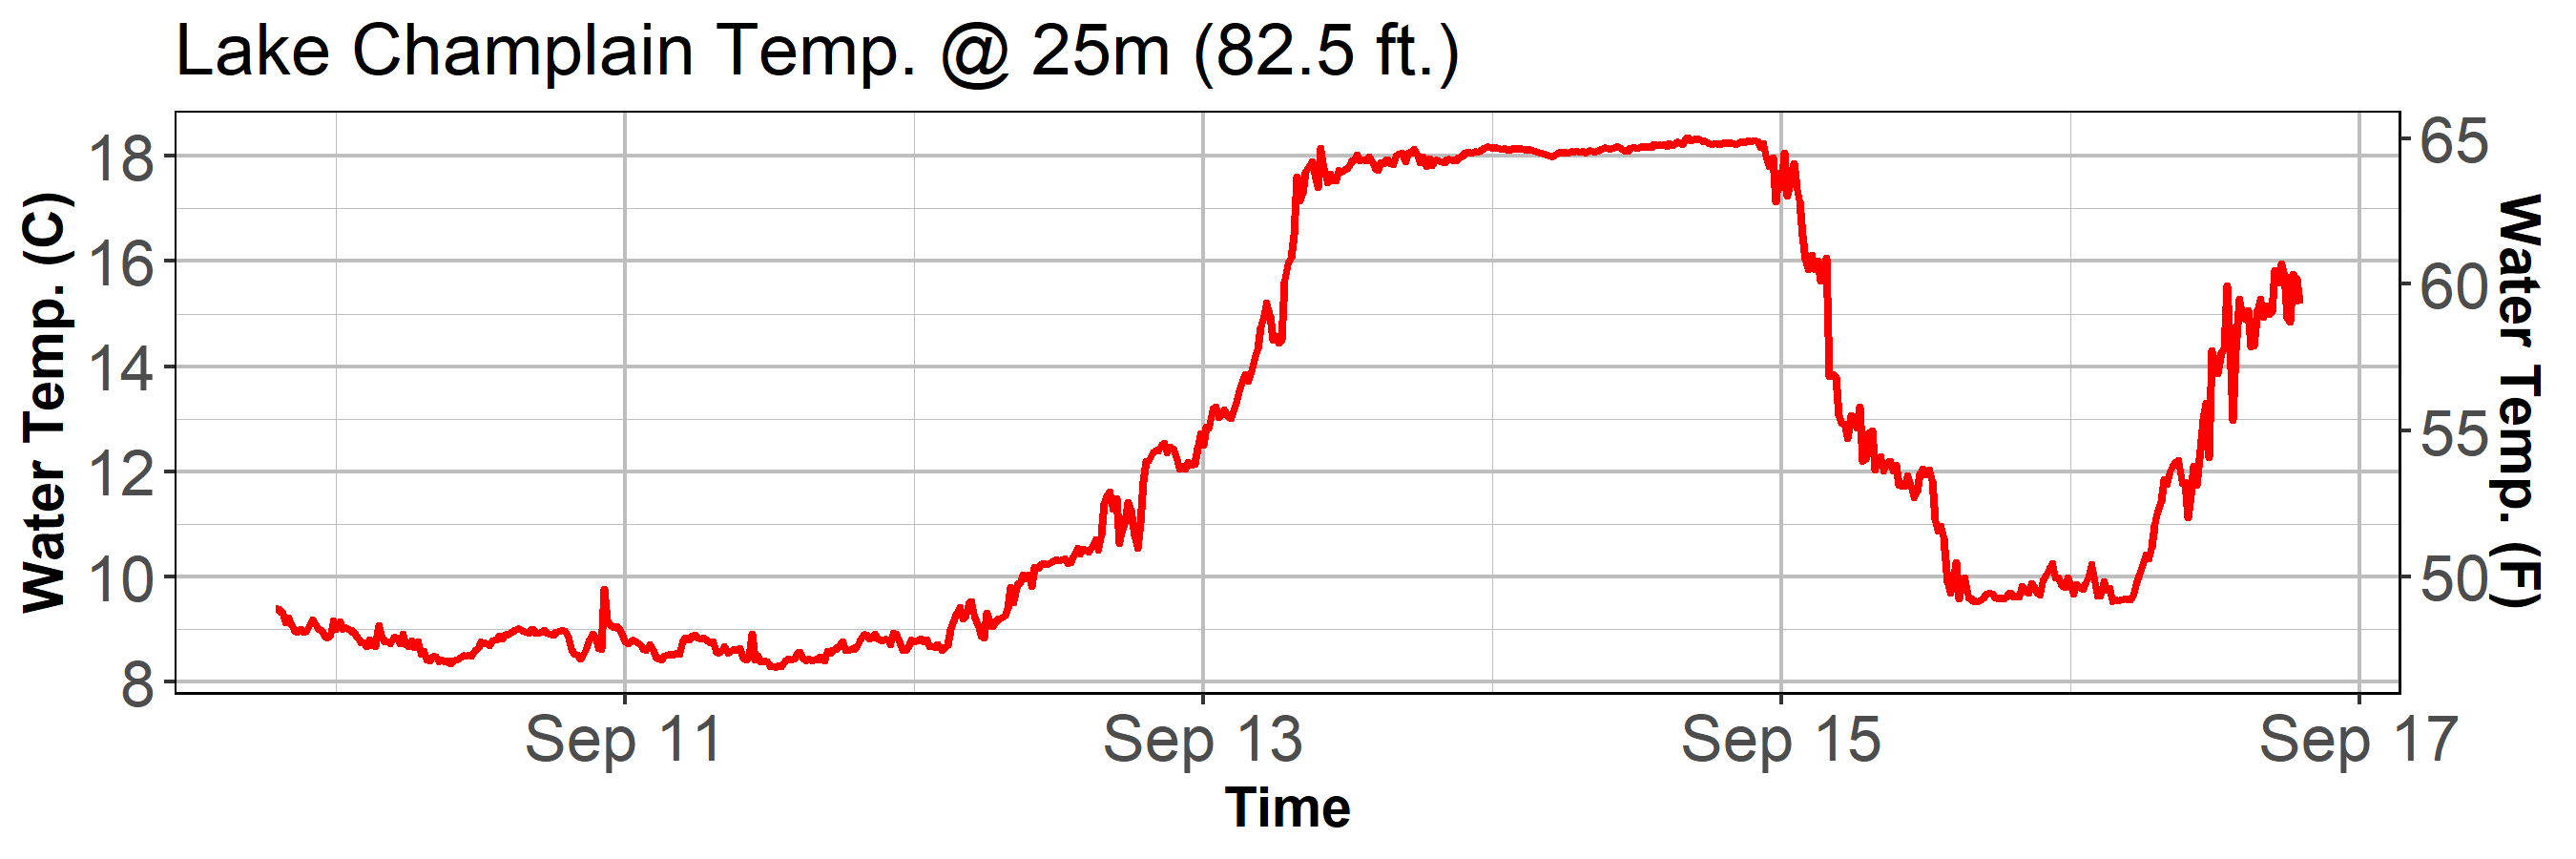 Lake Champlain Temp. @ 25m (82.5 ft.)
Water Temp. (C)
18
16
14
12
10
8
65
60
55
50
Water Temp. (F)
Sep 11 Sep 13 Sep 15 Sep 17
Time